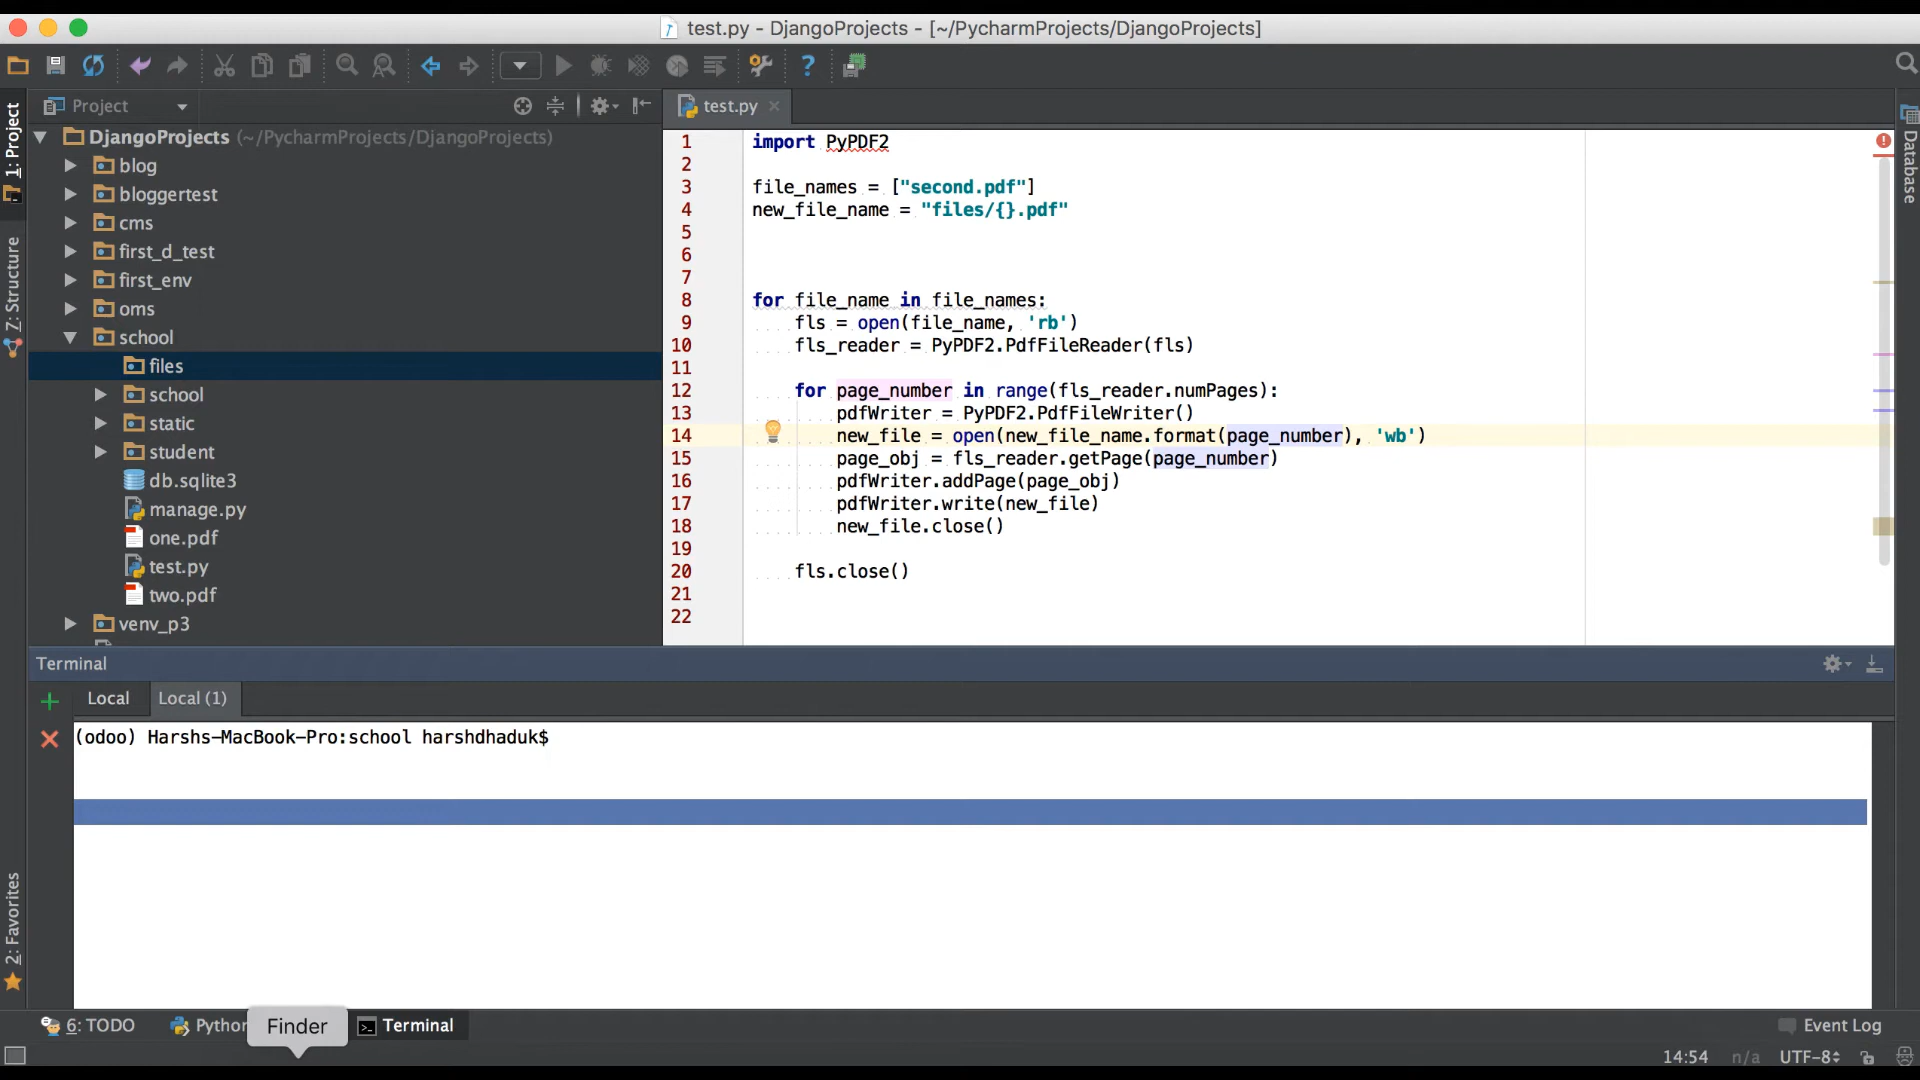 test.py - DjangoProjects - [~/PycharmProjects/DjangoProjects]
Project
test.py
1: Project
7: Structure
2: Favorites
Database
DjangoProjects (~/PycharmProjects/DjangoProjects)
blog
bloggertest
cms
first_d_test
first_env
oms
school
files
school
static
student
db.sqlite3
manage.py
one.pdf
test.py
two.pdf
venv_p3
1 import PyPDF2
2
3 file_names = ["second.pdf"]
4 new_file_name = "files/{}.pdf"
5
6
7
8 for file_name in file_names:
9 fls = open(file_name, 'rb')
10 fls_reader = PyPDF2.PdfFileReader(fls)
11
12 for page_number in range(fls_reader.numPages):
13 pdfWriter = PyPDF2.PdfFileWriter()
14 new_file = open(new_file_name.format(page_number), 'wb')
15 page_obj = fls_reader.getPage(page_number)
16 pdfWriter.addPage(page_obj)
17 pdfWriter.write(new_file)
18 new_file.close()
19
20 fls.close()
21
22
Terminal
Local Local (1)
(odoo) Harshs-MacBook-Pro:school harshdhaduk$
6: TODO Finder Terminal Event Log
14:54 n/a UTF-8